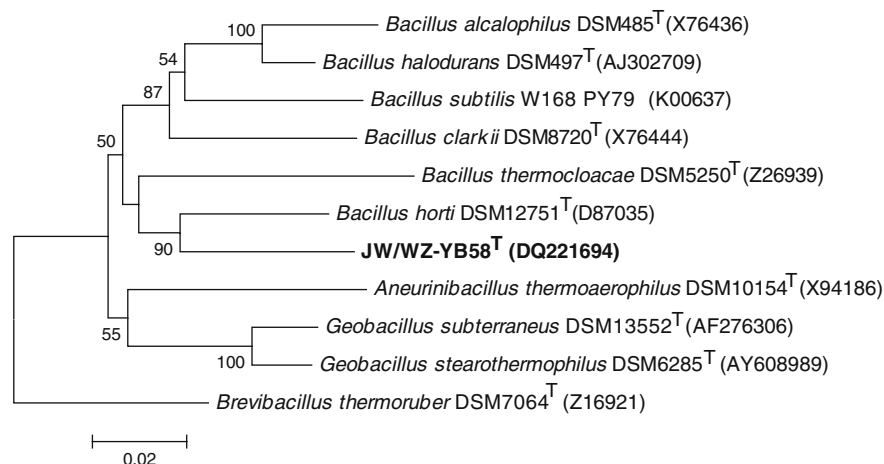 100
Bacillus alcalophilus DSM485T(X76436)
54
Bacillus halodurans DSM497T(AJ302709)
87
Bacillus subtilis W168 PY79 (K00637)
Bacillus clarkii DSM8720T(X76444)
50
Bacillus thermocloacae DSM5250T(Z26939)
Bacillus horti DSM12751T(D87035)
90
JW/WZ-YB58T (DQ221694)
Aneurinibacillus thermoaerophilus DSM10154T(X94186)
55
Geobacillus subterraneus DSM13552T(AF276306)
100
Geobacillus stearothermophilus DSM6285T(AY608989)
Brevibacillus thermoruber DSM7064T(Z16921)
0.02